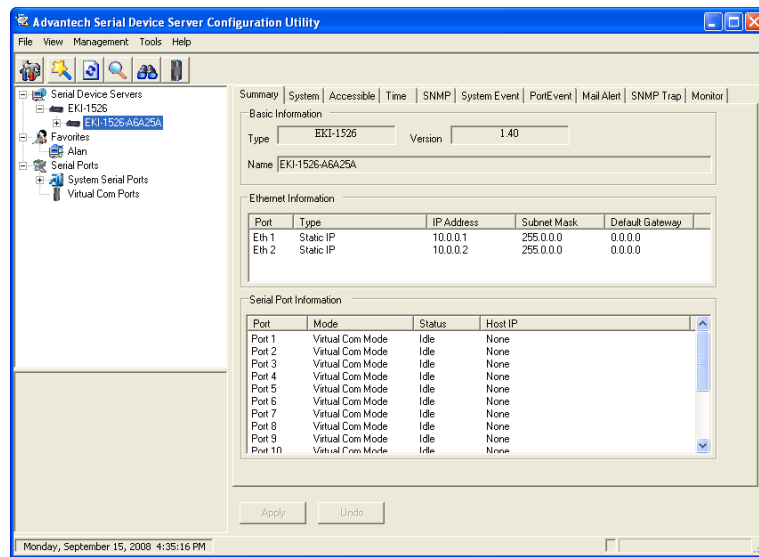 Advantech Serial Device Server Configuration Utility
File View Management Tools Help
Serial Device Servers
EKI-1526
EKI-1526-A6A25A
Favorites
Alan
Serial Ports
System Serial Ports
Virtual Com Ports
Summary System Accessible Time SNMP System Event PortEvent Mail Alert SNMP Trap Monitor
Basic Information
Type EKI-1526 Version 1.40
Name EKI-1526-A6A25A
Ethernet Information
Port Type IP Address Subnet Mask Default Gateway
Eth 1 Static IP 10.0.0.1 255.0.0.0 0.0.0.0
Eth 2 Static IP 10.0.0.2 255.0.0.0 0.0.0.0
Serial Port Information
Port Mode Status Host IP
Port 1 Virtual Com Mode Idle None
Port 2 Virtual Com Mode Idle None
Port 3 Virtual Com Mode Idle None
Port 4 Virtual Com Mode Idle None
Port 5 Virtual Com Mode Idle None
Port 6 Virtual Com Mode Idle None
Port 7 Virtual Com Mode Idle None
Port 8 Virtual Com Mode Idle None
Port 9 Virtual Com Mode Idle None
Port 10 Virtual Com Mode Idle None
Apply Undo
Monday, September 15, 2008 4:35:16 PM